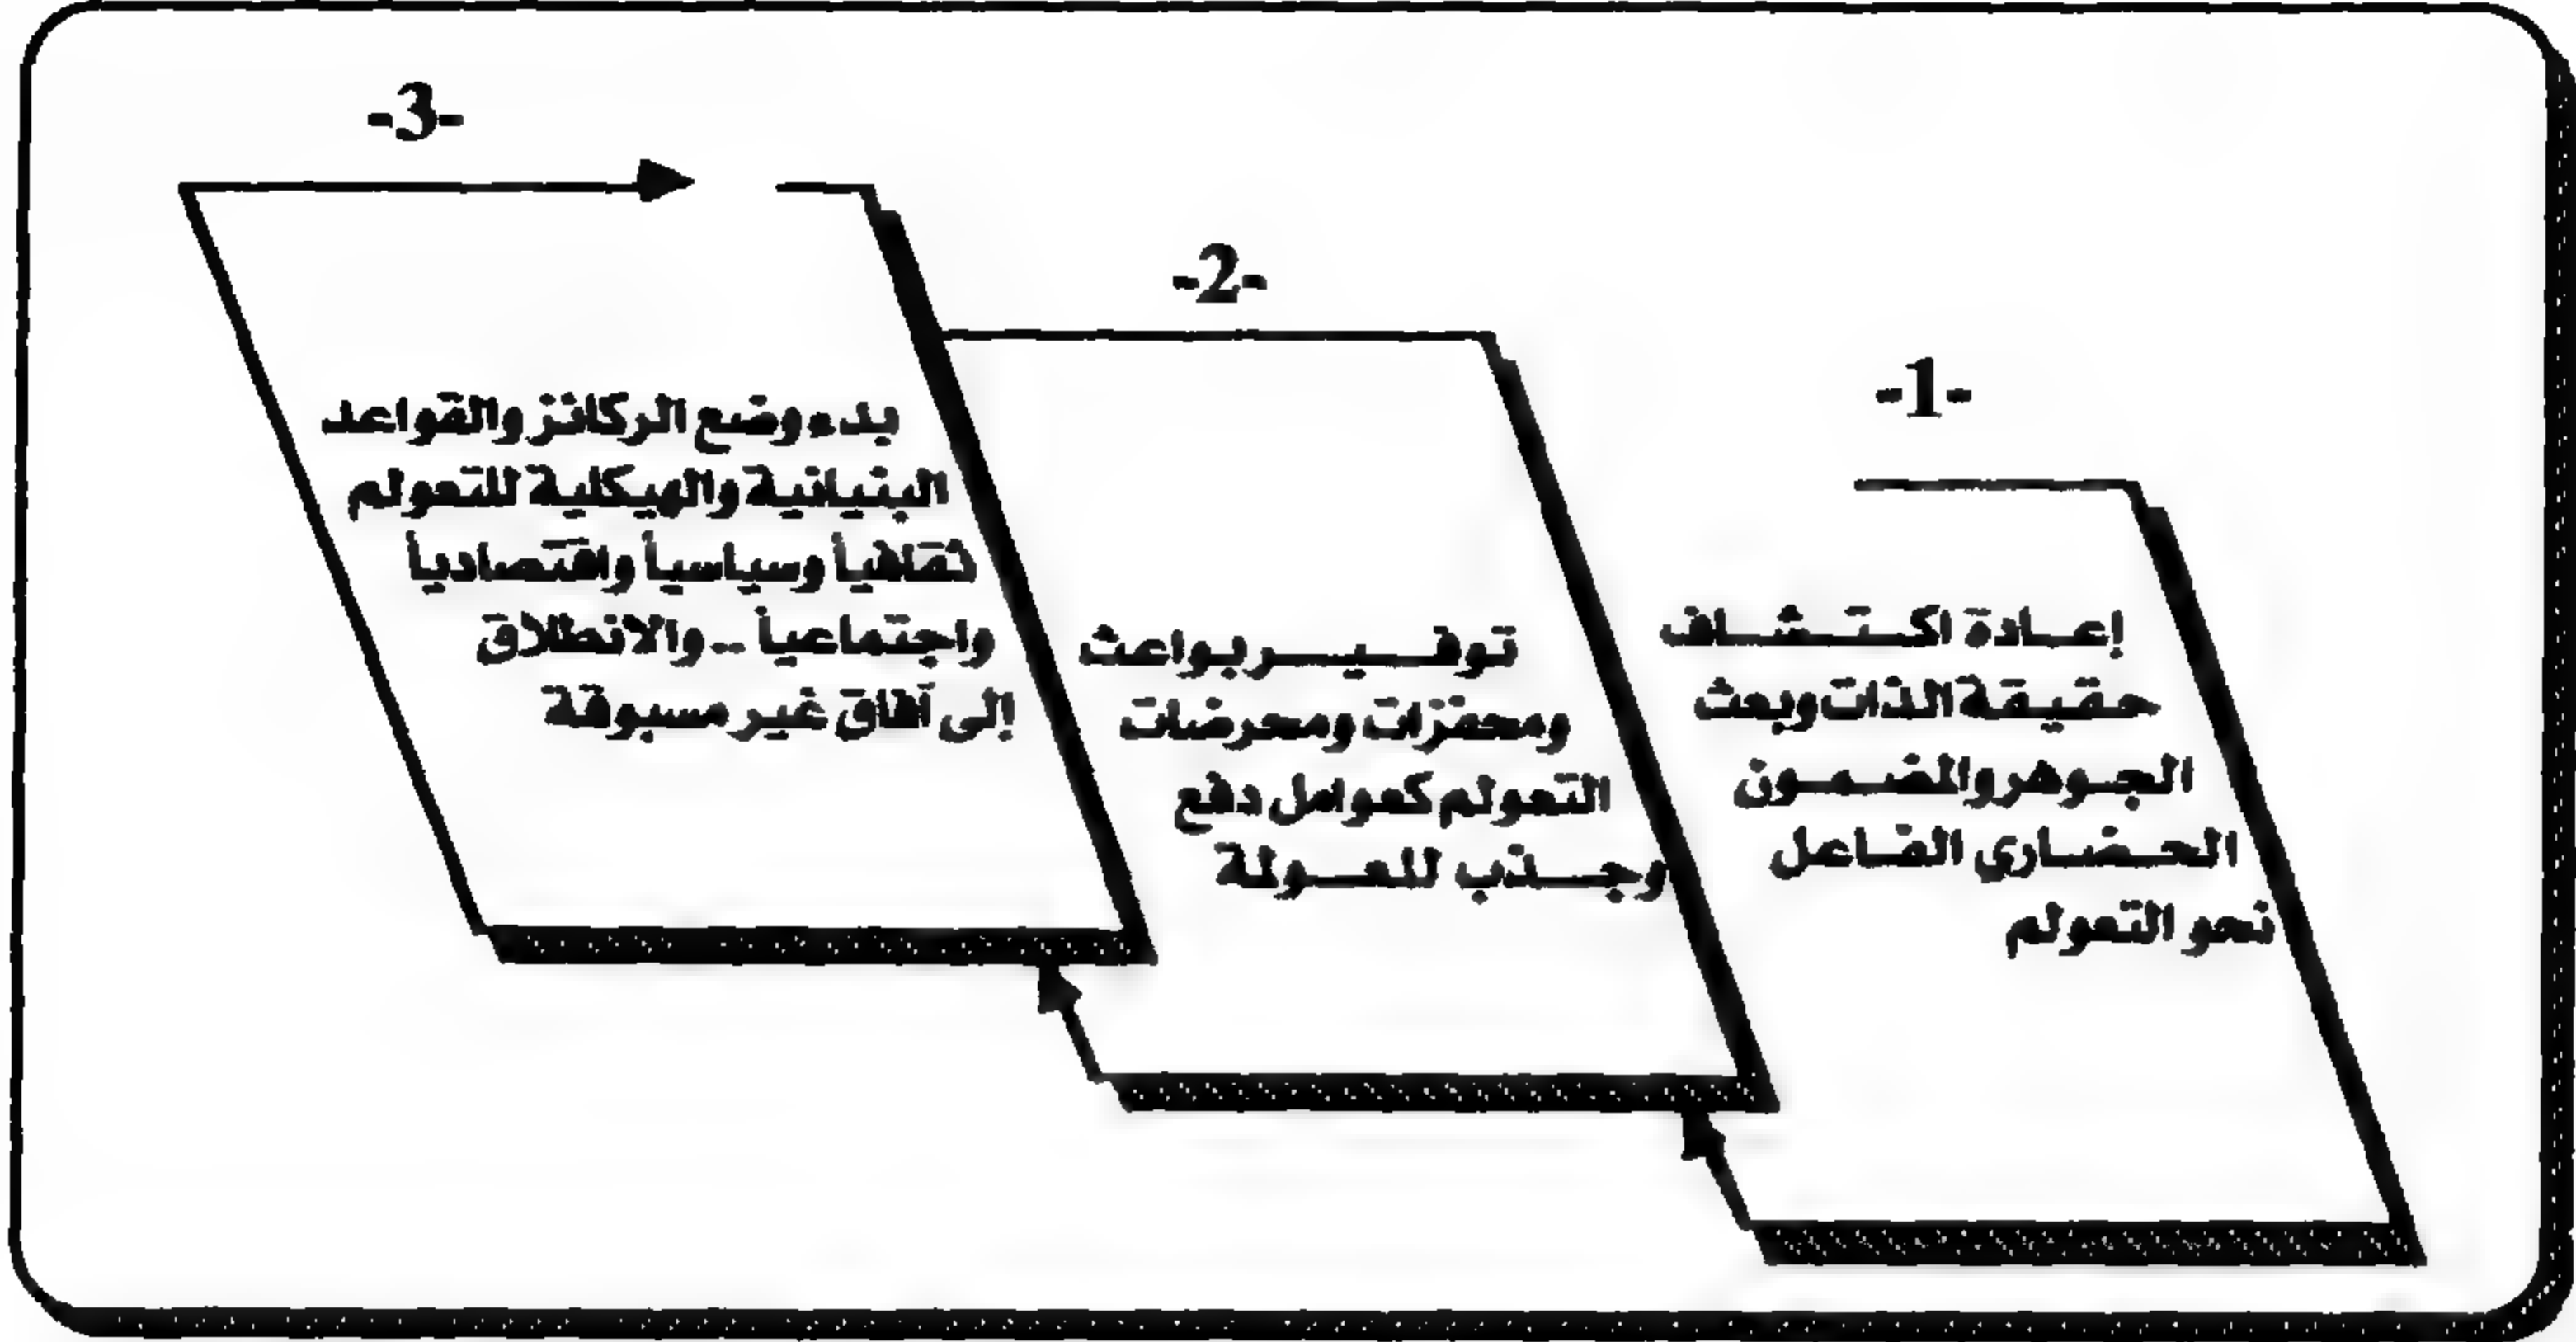 -1-
إعادة اكتشاف
حقيقة الذات وبعث
الجوهر والمضمون
الحضاري الفاعل
نحو التعولم
-2-
توفير بواعث
ومحفزات ومحرضات
التعولم كعوامل دفع
وجذب للعولمة
-3-
بدء وضع الركائز والقواعد
البنيانية والهيكلية للتعولم
ثقافياً وسياسياً واقتصادياً
واجتماعياً .. والانطلاق
إلى آفاق غير مسبوقة